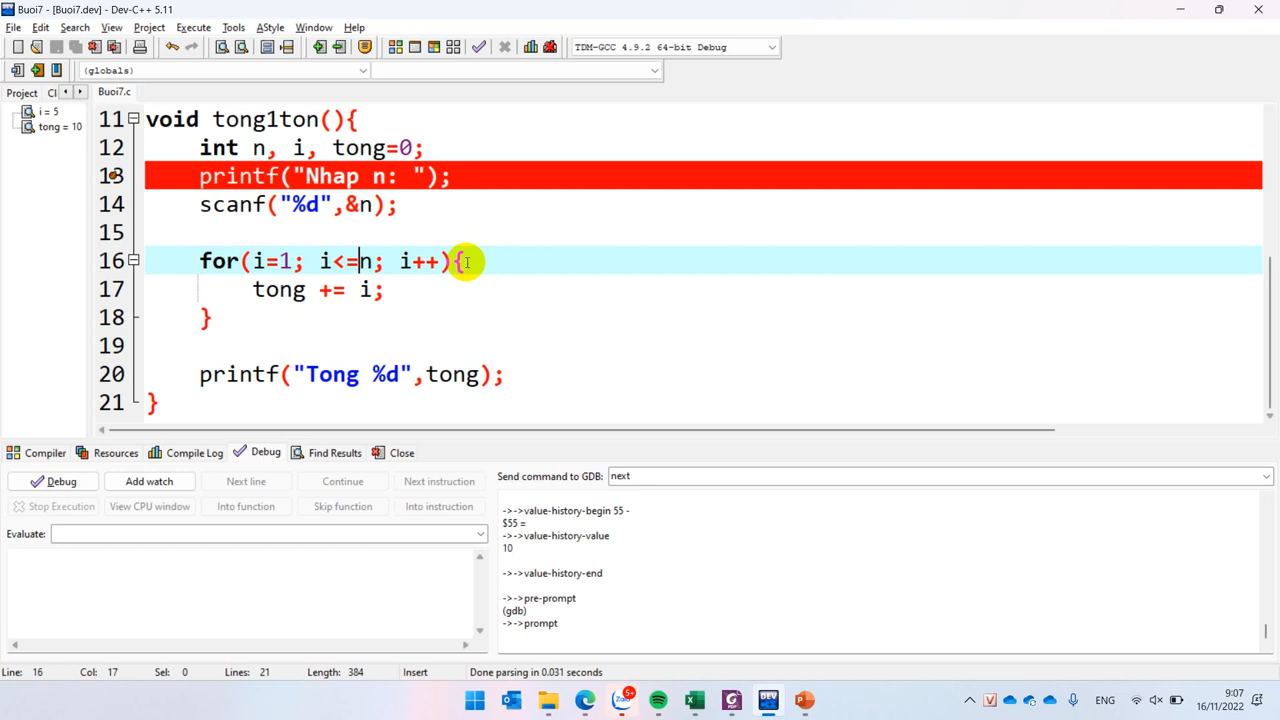 Buoi7 - [Buoi7.dev] - Dev-C++ 5.11
File Edit Search View Project Execute Tools AStyle Window Help
TDM-GCC 4.9.2 64-bit Debug
(globals)
Project Cl
Buoi7.c
i = 5
tong = 10
11 void tong1ton(){
12 int n, i, tong=0;
13 printf("Nhap n: ");
14 scanf("%d",&n);
15
16 for(i=1; i<=n; i++){
17 tong += i;
18 }
19
20 printf("Tong %d",tong);
21 }
Compiler Resources Compile Log Debug Find Results Close
Debug Add watch Next line Continue Next instruction
Stop Execution View CPU window Into function Skip function Into instruction
Evaluate:
Send command to GDB: next
->->value-history-begin 55 -
$55 =
->->value-history-value
10
->->value-history-end
->->pre-prompt
(gdb)
->->prompt
Line: 16 Col: 17 Sel: 0 Lines: 21 Length: 384 Insert Done parsing in 0.031 seconds
Zalo 5+
DEV
ENG
9:07
16/11/2022